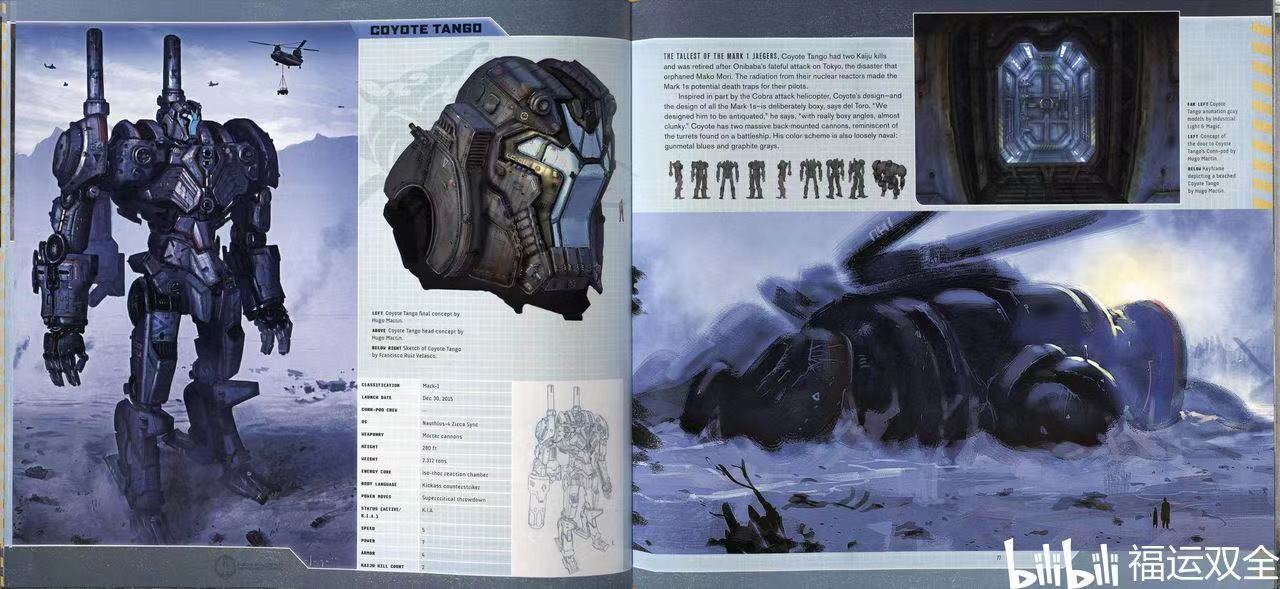 COYOTE TANGO
LEFT Coyote Tango final concept by
Hugo Martin.
ABOVE Coyote Tango head concept by
Hugo Martin.
BELOW RIGHT Sketch of Coyote Tango
by Francisco Ruiz Velasco.
CLASSIFICATION Mark-1
LAUNCH DATE Dec 30, 2015
CONN-POD CREW
OS Nautilus-4 Zirca Sync
WEAPONRY Mortar cannons
HEIGHT 280 ft
WEIGHT 2,312 tons
ENERGY CORE Iso-thor reaction chamber
BODY LANGUAGE Kickass counterstriker
POWER MOVES Supercritical throwdown
STATUS (ACTIVE/ K.I.A.
K.I.A.)
SPEED 5
POWER 7
ARMOR 4
KAIJU KILL COUNT 2
THE TALLEST OF THE MARK 1 JAEGERS, Coyote Tango had two Kaiju kills
and was retired after Onibaba's fateful attack on Tokyo, the disaster that
orphaned Mako Mori. The radiation from their nuclear reactors made the
Mark 1s potential death traps for their pilots.
Inspired in part by the Cobra attack helicopter, Coyote's design—and
the design of all the Mark 1s—is deliberately boxy, says del Toro. "We
designed him to be antiquated," he says, "with really boxy angles, almost
clunky." Coyote has two massive back-mounted cannons, reminiscent of
the turrets found on a battleship. His color scheme is also loosely naval:
gunmetal blues and graphite grays.
FAR LEFT Coyote
Tango animation gray
models by Industrial
Light & Magic.
LEFT Concept of
the door to Coyote
Tango's Conn-pod by
Hugo Martin.
BELOW Keyframe
depicting a beached
Coyote Tango
by Hugo Martin.
77
bilibili 福运双全